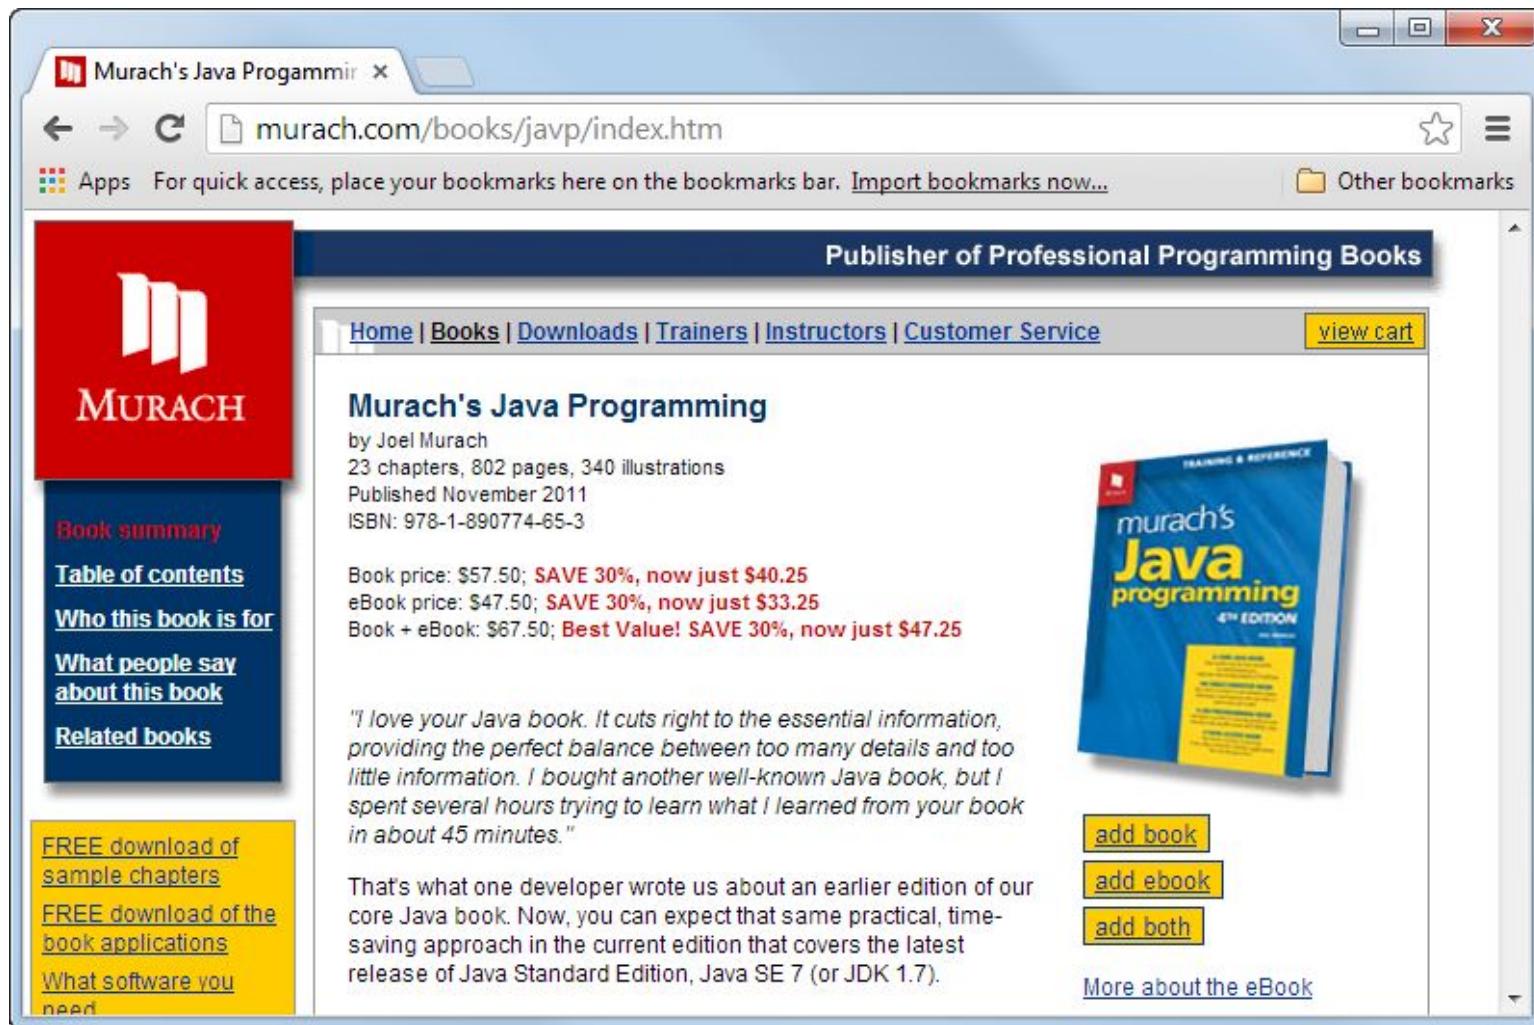 Murach's Java Progammir
murach.com/books/javp/index.htm
Apps For quick access, place your bookmarks here on the bookmarks bar. Import bookmarks now... Other bookmarks
Publisher of Professional Programming Books
MURACH
Home | Books | Downloads | Trainers | Instructors | Customer Service view cart
Murach's Java Programming
by Joel Murach
23 chapters, 802 pages, 340 illustrations
Published November 2011
ISBN: 978-1-890774-65-3
Book price: $57.50; SAVE 30%, now just $40.25
eBook price: $47.50; SAVE 30%, now just $33.25
Book + eBook: $67.50; Best Value! SAVE 30%, now just $47.25
"I love your Java book. It cuts right to the essential information,
providing the perfect balance between too many details and too
little information. I bought another well-known Java book, but I
spent several hours trying to learn what I learned from your book
in about 45 minutes."
That's what one developer wrote us about an earlier edition of our
core Java book. Now, you can expect that same practical, time-
saving approach in the current edition that covers the latest
release of Java Standard Edition, Java SE 7 (or JDK 1.7).
Book summary
Table of contents
Who this book is for
What people say
about this book
Related books
FREE download of
sample chapters
FREE download of the
book applications
What software you
need
TRAINING & REFERENCE
murach's
Java
programming
4TH EDITION
add book
add ebook
add both
More about the eBook